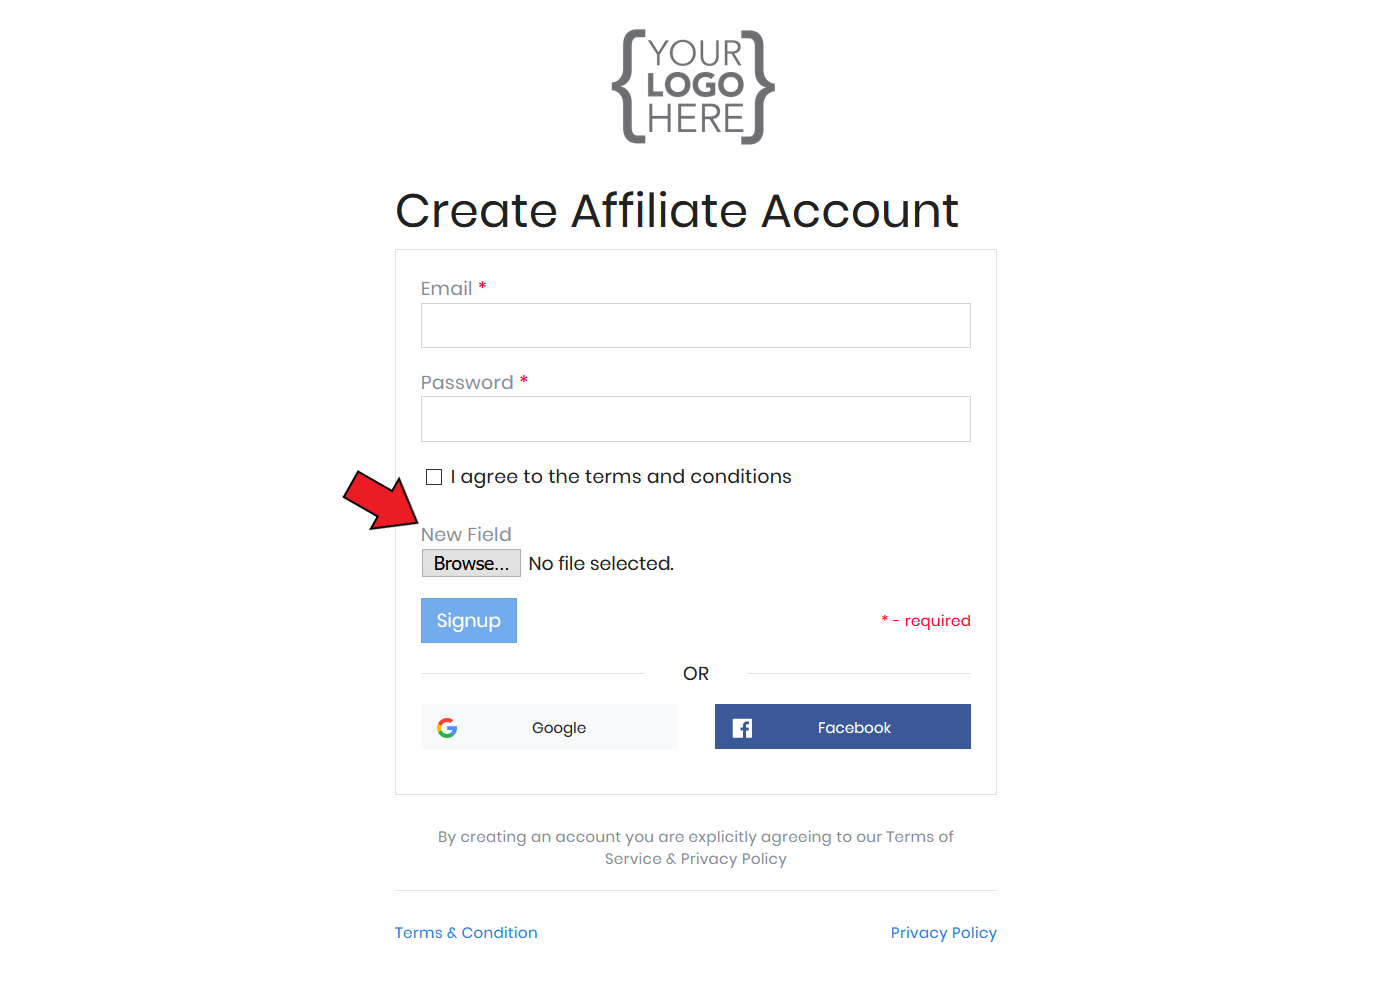 YOUR
LOGO
HERE
Create Affiliate Account
Email *
Password *
I agree to the terms and conditions
New Field
Browse... No file selected.
Signup * - required
OR
Google Facebook
By creating an account you are explicitly agreeing to our Terms of
Service & Privacy Policy
Terms & Condition Privacy Policy